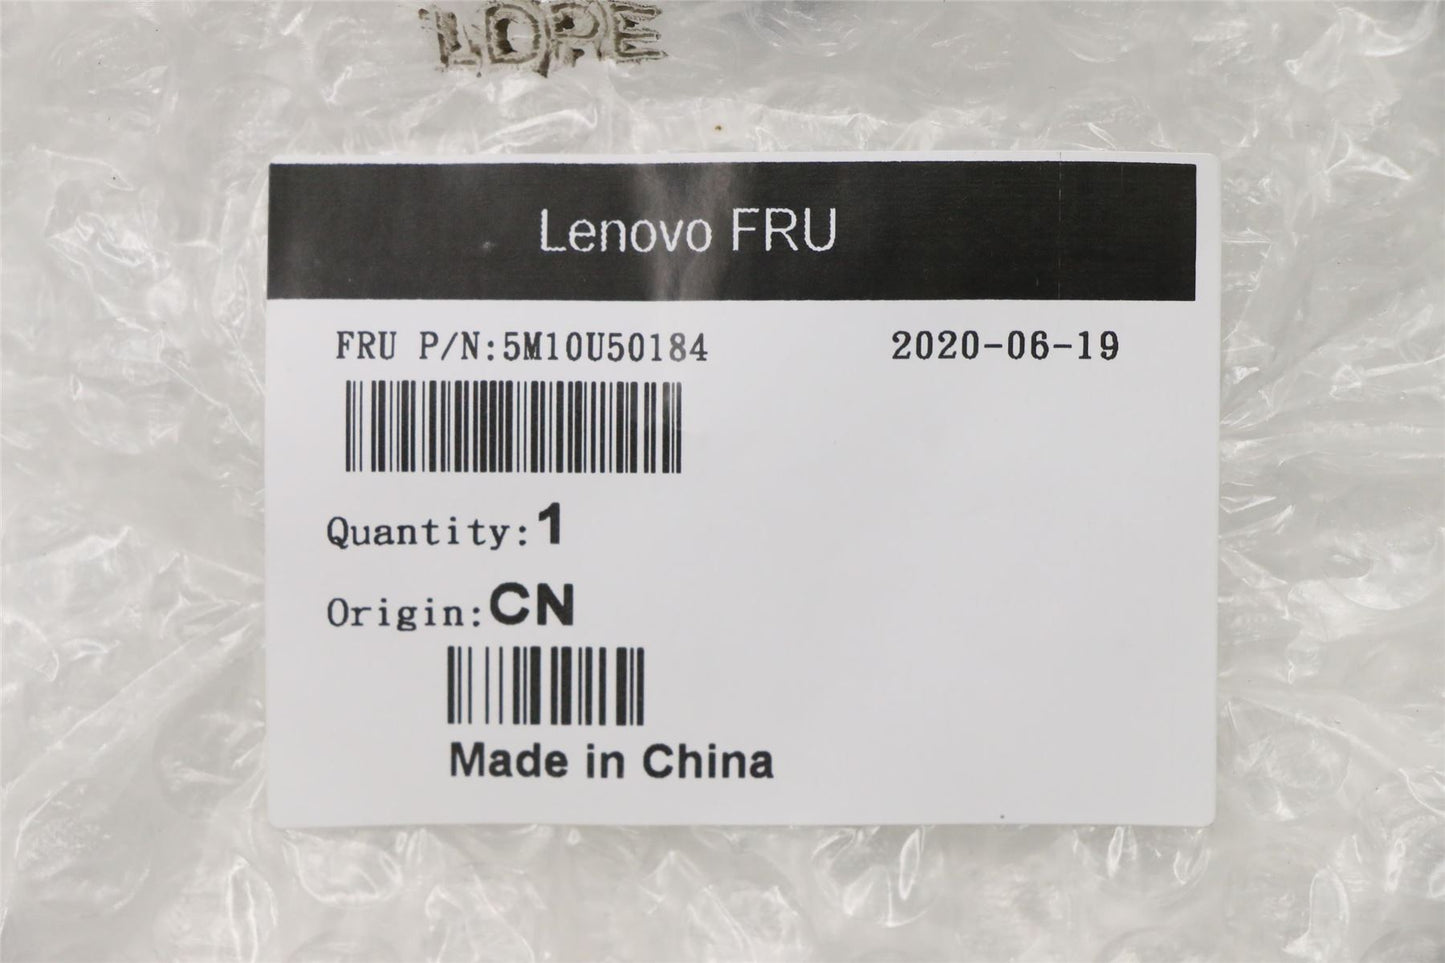 LDPE
Lenovo FRU
FRU P/N:5M10U50184 2020-06-19
Quantity:1
Origin:CN
Made in China